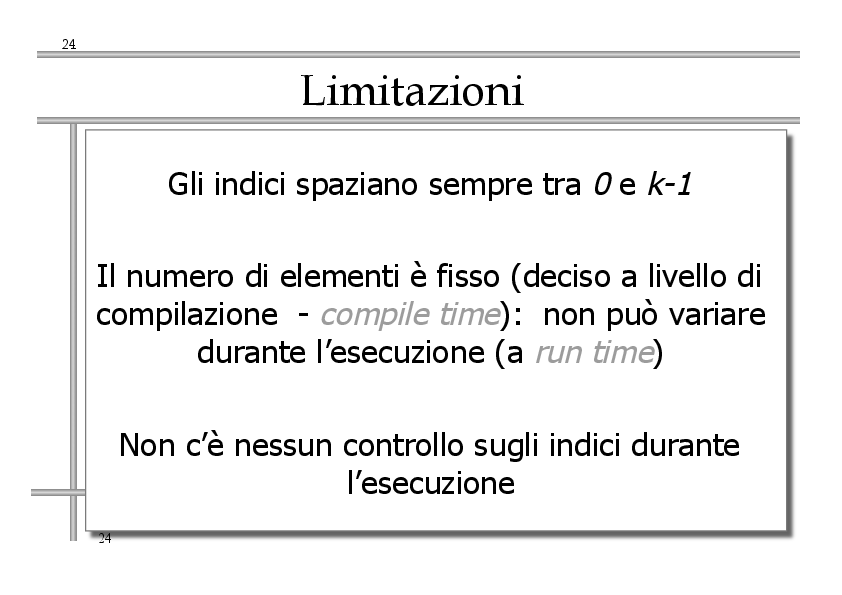 24
Limitazioni
Gli indici spaziano sempre tra 0 e k-1
Il numero di elementi è fisso (deciso a livello di
compilazione - compile time): non può variare
durante l’esecuzione (a run time)
Non c’è nessun controllo sugli indici durante
l’esecuzione
24